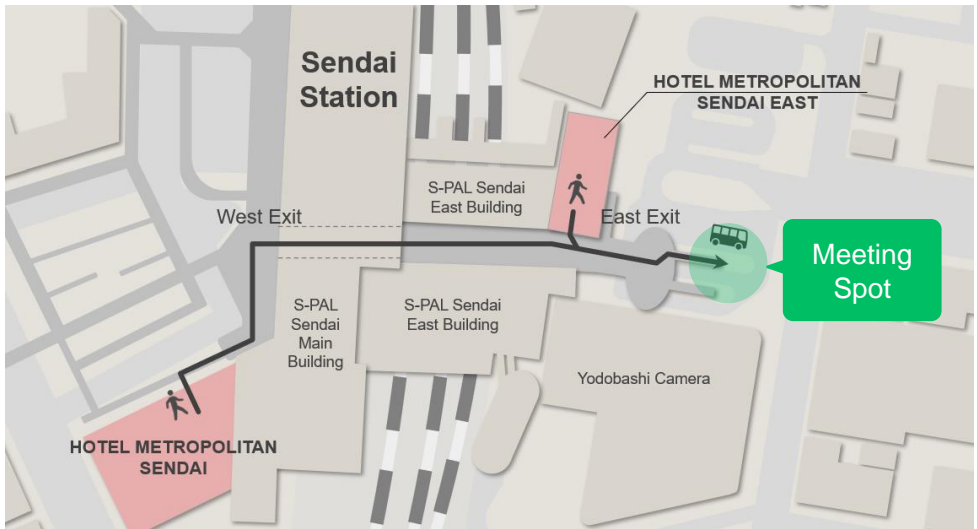 Sendai
Station
HOTEL METROPOLITAN
SENDAI EAST
S-PAL Sendai
East Building
West Exit
East Exit
Meeting
Spot
S-PAL
Sendai
Main
Building
S-PAL Sendai
East Building
Yodobashi Camera
HOTEL METROPOLITAN
SENDAI